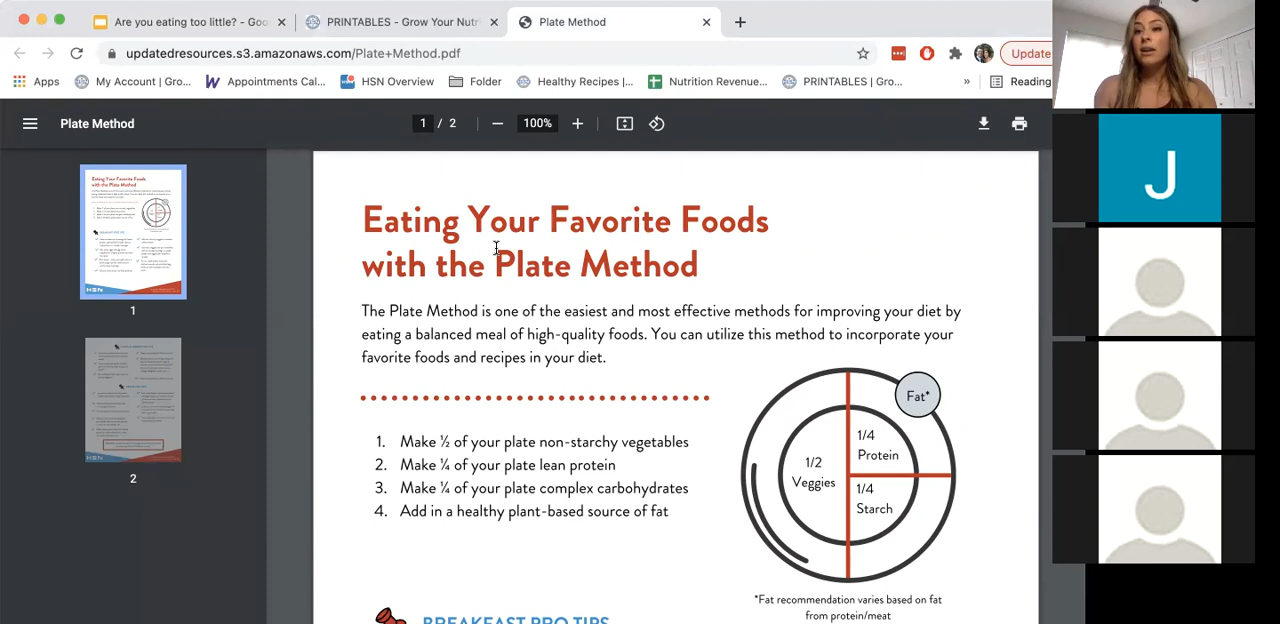 Are you eating too little? - Goo
PRINTABLES - Grow Your Nutri
Plate Method
updatedresources.s3.amazonaws.com/Plate+Method.pdf
Update
Apps
My Account | (Gro...
Appointments Cal...
HSN Overview
Folder
Healthy Recipes |...
Nutrition Revenue...
PRINTABLES | (Gro...
»
Reading
Plate Method
1 / 2
100%
1
2
Eating Your Favorite Foods
with the Plate Method
The Plate Method is one of the easiest and most effective methods for improving your diet by
eating a balanced meal of high-quality foods. You can utilize this method to incorporate your
favorite foods and recipes in your diet.
1. Make ½ of your plate non-starchy vegetables
2. Make ¼ of your plate lean protein
3. Make ¼ of your plate complex carbohydrates
4. Add in a healthy plant-based source of fat
Fat*
1/4
Protein
1/2
Veggies
1/4
Starch
*Fat recommendation varies based on fat
from protein/meat
BREAKFAST PRO TIPS
J